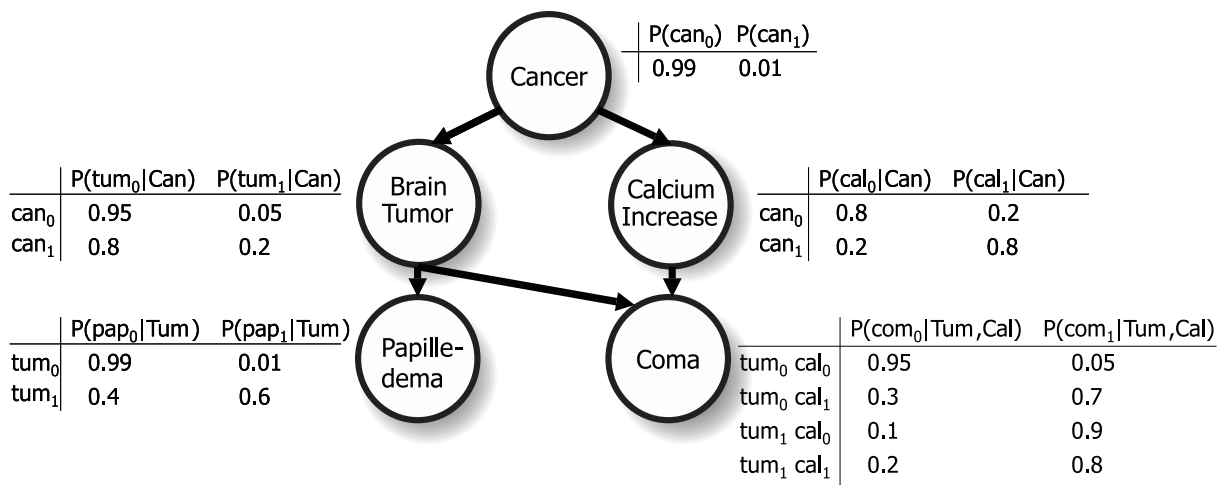 P(can₀) P(can₁)
0.99 0.01
Cancer
P(tum₀|Can) P(tum₁|Can)
can₀ 0.95 0.05
can₁ 0.8 0.2
Brain
Tumor
Calcium
Increase
P(cal₀|Can) P(cal₁|Can)
can₀ 0.8 0.2
can₁ 0.2 0.8
P(pap₀|Tum) P(pap₁|Tum)
tum₀ 0.99 0.01
tum₁ 0.4 0.6
Papille-
dema
Coma
P(com₀|Tum,Cal) P(com₁|Tum,Cal)
tum₀ cal₀ 0.95 0.05
tum₀ cal₁ 0.3 0.7
tum₁ cal₀ 0.1 0.9
tum₁ cal₁ 0.2 0.8